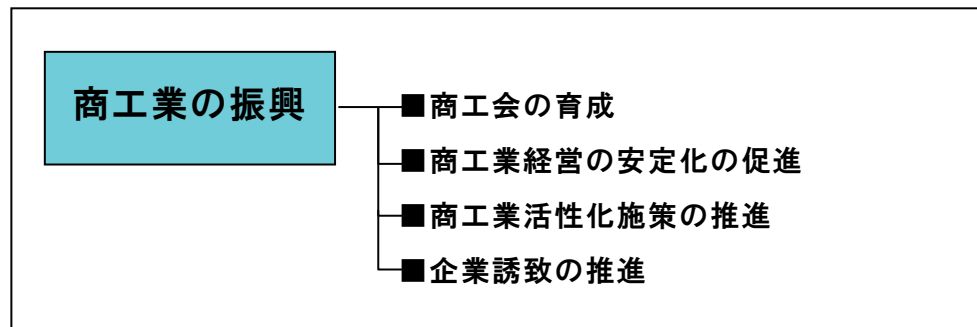 商工業の振興
■商工会の育成
■商工業経営の安定化の促進
■商工業活性化施策の推進
■企業誘致の推進